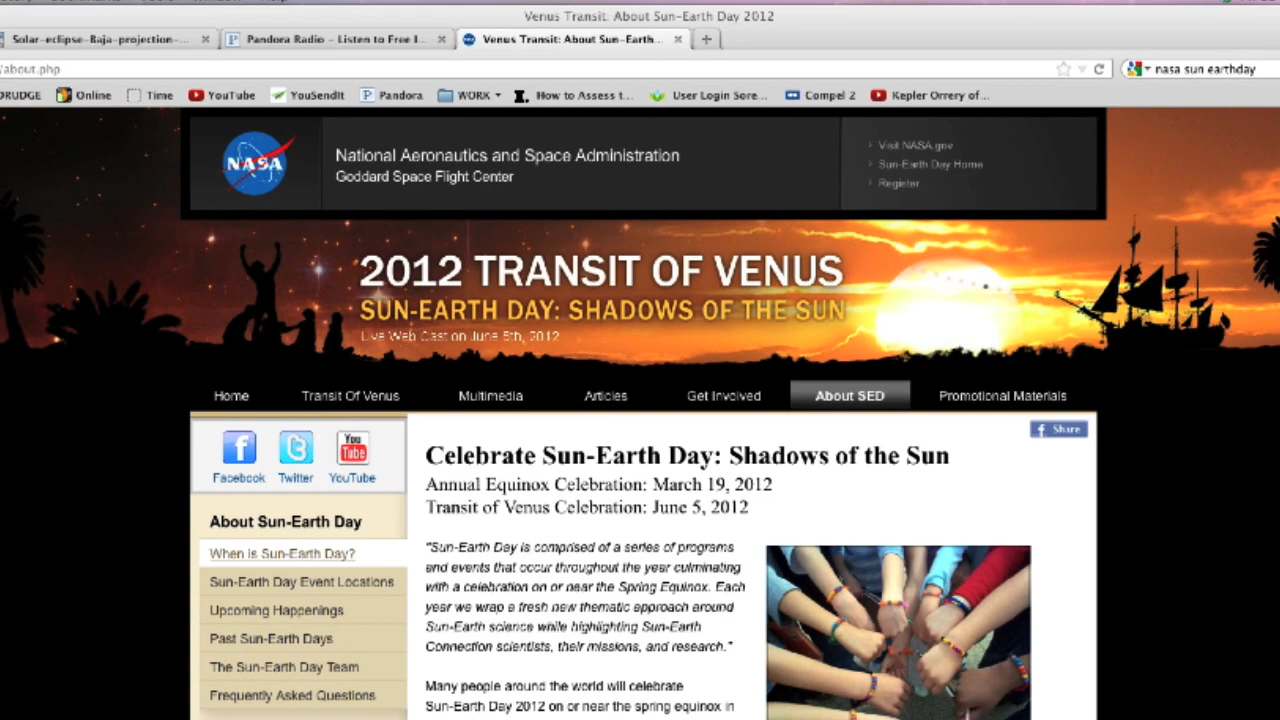 Venus Transit: About Sun-Earth Day 2012
Solar-eclipse-Baja-projection-... Pandora Radio - Listen to Free I... Venus Transit: About Sun-Earth...
/about.php nasa sun earthday
DRUDGE Online Time YouTube YouSendIt Pandora WORK How to Assess t... User Login Sore... Compel 2 Kepler Orrery of...
NASA
National Aeronautics and Space Administration
Goddard Space Flight Center
Visit NASA.gov
Sun-Earth Day Home
Register
2012 TRANSIT OF VENUS
SUN-EARTH DAY: SHADOWS OF THE SUN
Live Web Cast on June 5th, 2012
Home Transit Of Venus Multimedia Articles Get Involved About SED Promotional Materials
f Share
f
t
You
Tube
Facebook Twitter YouTube
About Sun-Earth Day
When is Sun-Earth Day?
Sun-Earth Day Event Locations
Upcoming Happenings
Past Sun-Earth Days
The Sun-Earth Day Team
Frequently Asked Questions
Celebrate Sun-Earth Day: Shadows of the Sun
Annual Equinox Celebration: March 19, 2012
Transit of Venus Celebration: June 5, 2012
"Sun-Earth Day is comprised of a series of programs
and events that occur throughout the year culminating
with a celebration on or near the Spring Equinox. Each
year we wrap a fresh new thematic approach around
Sun-Earth science while highlighting Sun-Earth
Connection scientists, their missions, and research."
Many people around the world will celebrate
Sun-Earth Day 2012 on or near the spring equinox in